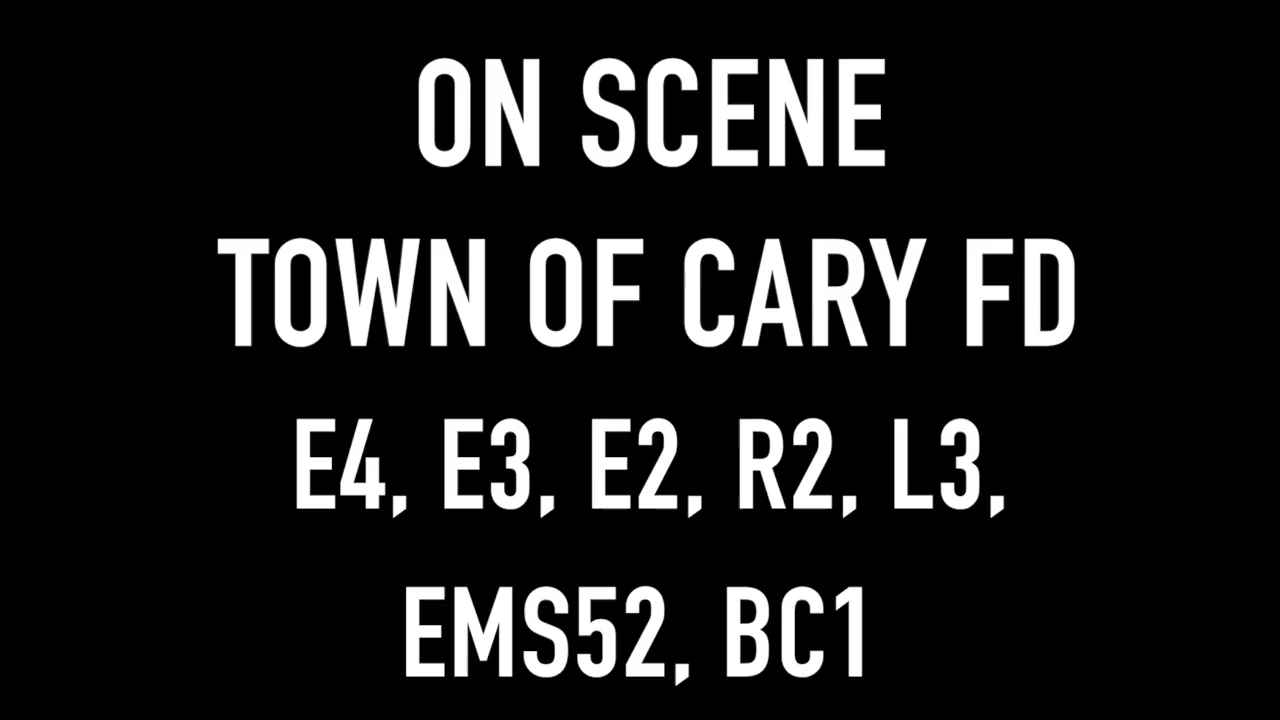 ON SCENE
TOWN OF CARY FD
E4, E3, E2, R2, L3,
EMS52, BC1